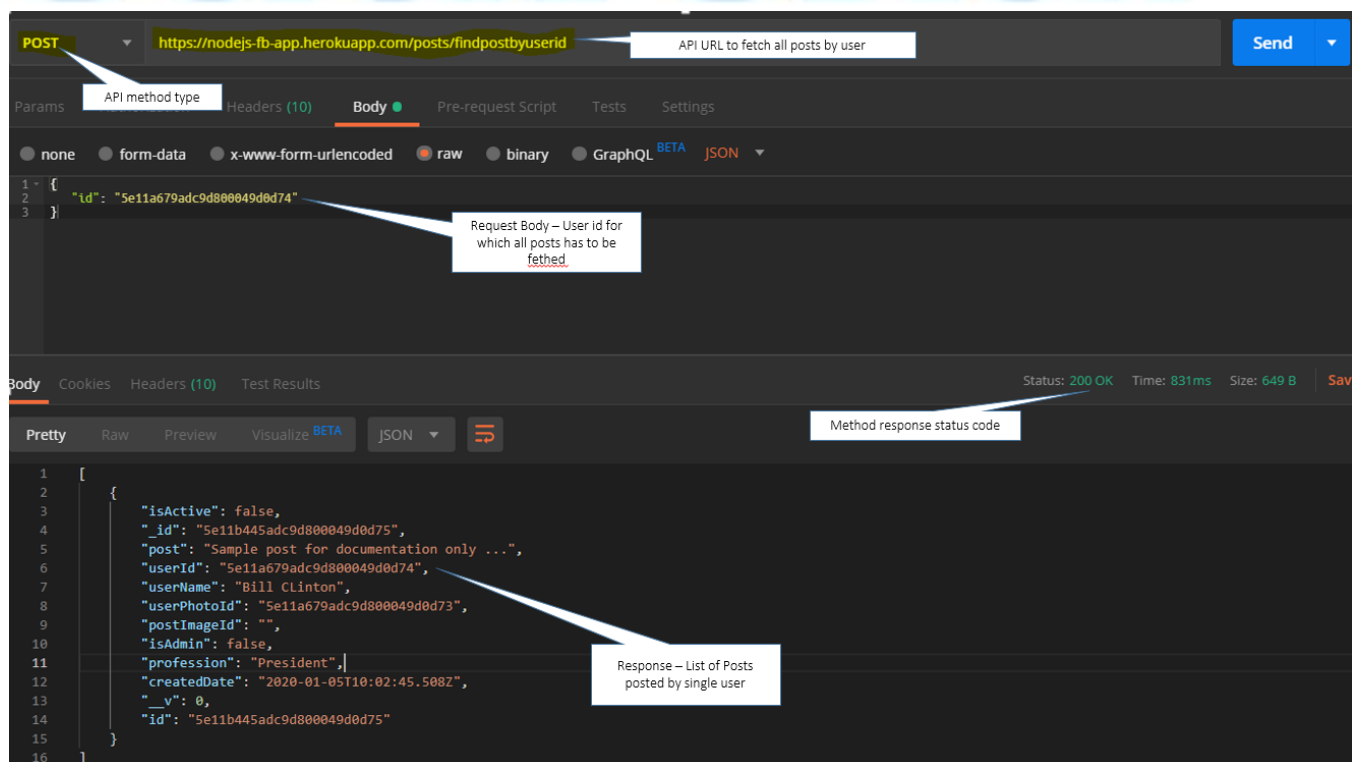 POST
https://nodejs-fb-app.herokuapp.com/posts/findpostbyuserid
API URL to fetch all posts by user
Send
API method type
Params
Headers (10)
Body
Pre-request Script
Tests
Settings
none
form-data
x-www-form-urlencoded
raw
binary
GraphQL BETA
JSON
1 {
2 "id": "5e11a679adc9d800049d0d74"
3 }
Request Body – User id for
which all posts has to be
fethed
Body
Cookies
Headers (10)
Test Results
Status: 200 OK
Time: 831ms
Size: 649 B
Sav
Method response status code
Pretty
Raw
Preview
Visualize BETA
JSON
1 [
2 {
3 "isActive": false,
4 "_id": "5e11b445adc9d800049d0d75",
5 "post": "Sample post for documentation only ...",
6 "userId": "5e11a679adc9d800049d0d74",
7 "userName": "Bill CLinton",
8 "userPhotoId": "5e11a679adc9d800049d0d73",
9 "postImageId": "",
10 "isAdmin": false,
11 "profession": "President",
12 "createdDate": "2020-01-05T10:02:45.508Z",
13 "__v": 0,
14 "id": "5e11b445adc9d800049d0d75"
15 }
16 ]
Response – List of Posts
posted by single user